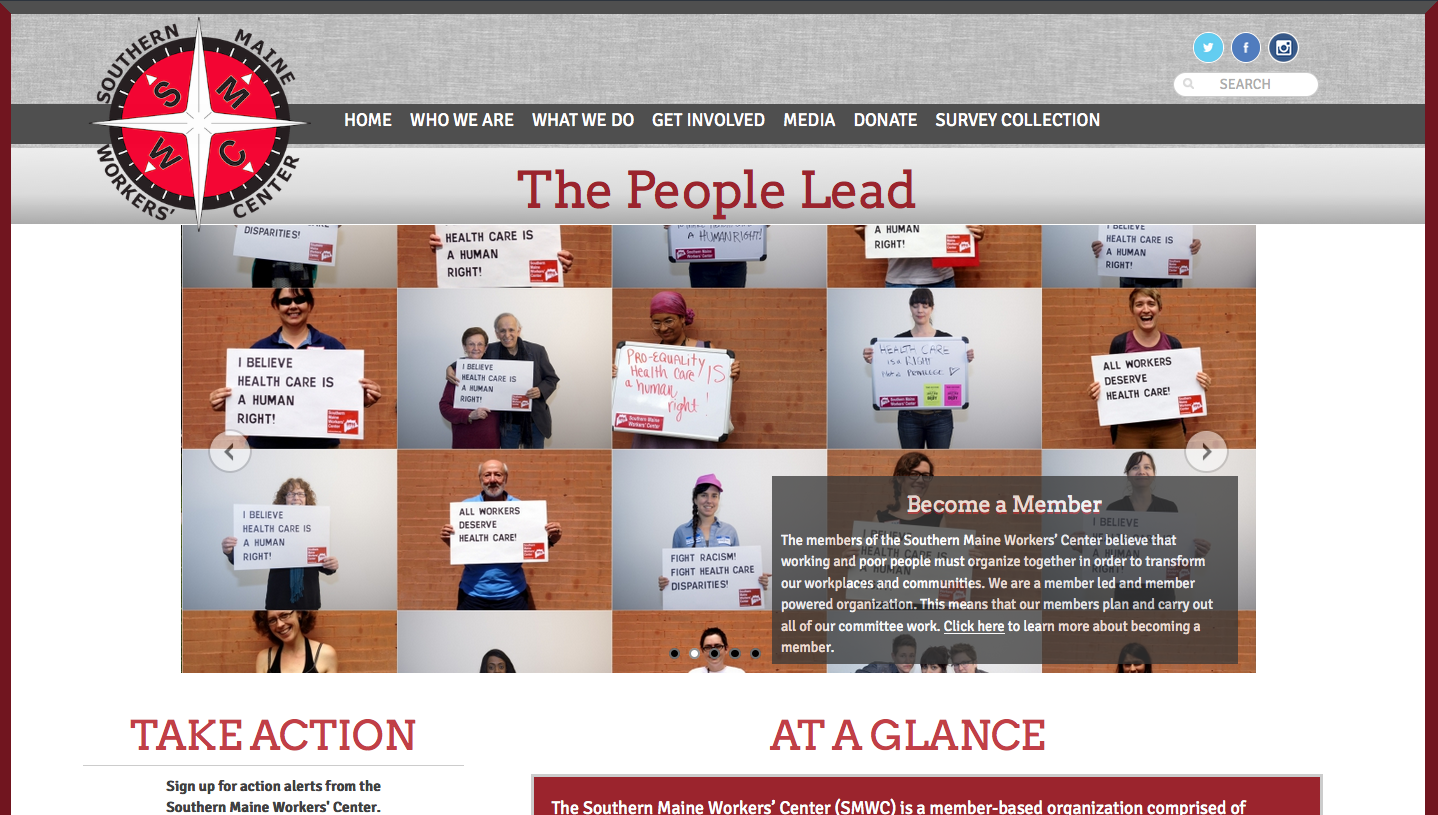 SOUTHERN MAINE
WORKERS' CENTER
S M
W C
SEARCH
HOME WHO WE ARE WHAT WE DO GET INVOLVED MEDIA DONATE SURVEY COLLECTION
The People Lead
DISPARITIES!
HEALTH CARE IS
A HUMAN
RIGHT!
A HUMAN RIGHT!
A HUMAN
RIGHT!
I BELIEVE
HEALTH CARE IS
A HUMAN
RIGHT!
I BELIEVE
HEALTH CARE IS
A HUMAN
RIGHT!
Southern
Maine
Workers'
Center
I BELIEVE
HEALTH CARE IS
A HUMAN
RIGHT!
PRO-EQUALITY
Health Care IS
a human
right!
Southern Maine
Workers' Center
HEALTH CARE
is a RIGHT
not a PRIVILEGE
ALL WORKERS
DESERVE
HEALTH CARE!
I BELIEVE
HEALTH CARE IS
A HUMAN
RIGHT!
ALL WORKERS
DESERVE
HEALTH CARE!
FIGHT RACISM!
FIGHT HEALTH CARE
DISPARITIES!
I BELIEVE
HEALTH CARE IS
A HUMAN
RIGHT!
Become a Member
The members of the Southern Maine Workers' Center believe that
working and poor people must organize together in order to transform
our workplaces and communities. We are a member led and member
powered organization. This means that our members plan and carry out
all of our committee work. Click here to learn more about becoming a
member.
TAKE ACTION
Sign up for action alerts from the
Southern Maine Workers' Center.
AT A GLANCE
The Southern Maine Workers' Center (SMWC) is a member-based organization comprised of